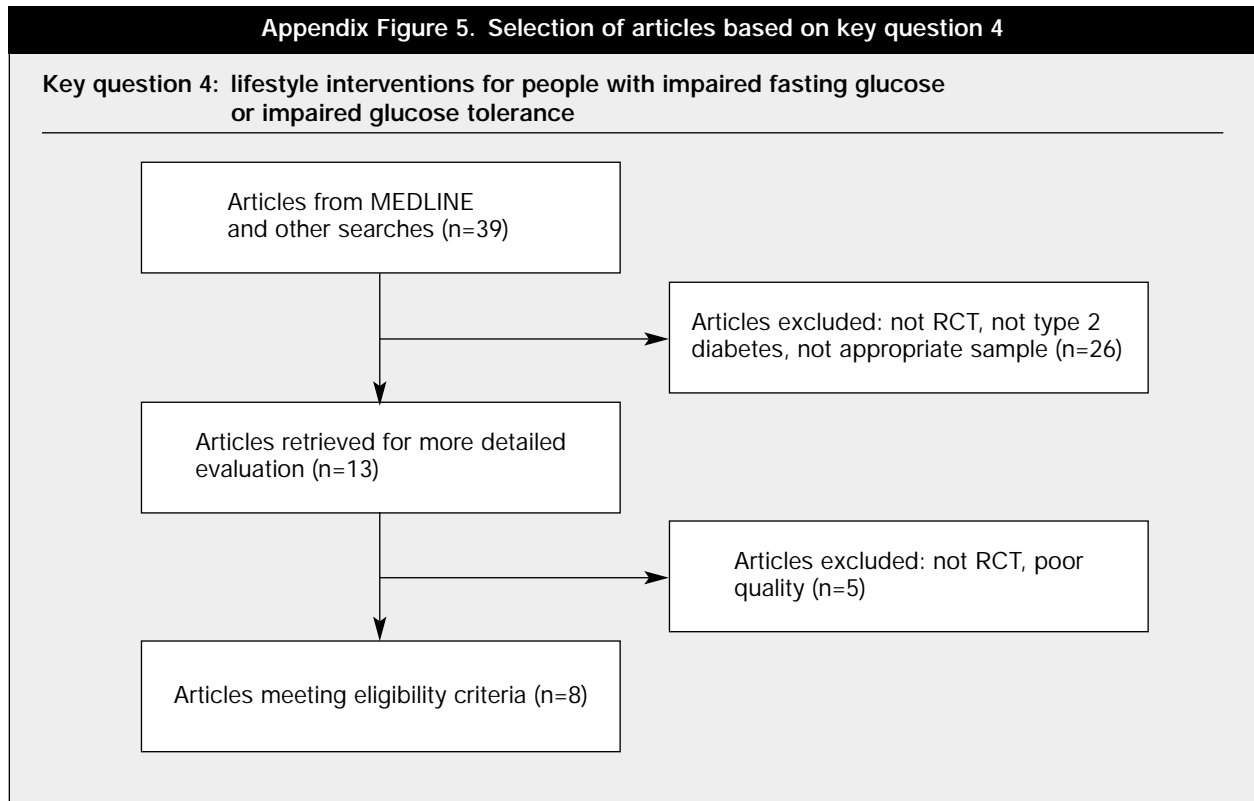 Appendix Figure 5. Selection of articles based on key question 4
Key question 4: lifestyle interventions for people with impaired fasting glucose
or impaired glucose tolerance
Articles from MEDLINE
and other searches (n=39)
Articles excluded: not RCT, not type 2
diabetes, not appropriate sample (n=26)
Articles retrieved for more detailed
evaluation (n=13)
Articles excluded: not RCT, poor
quality (n=5)
Articles meeting eligibility criteria (n=8)